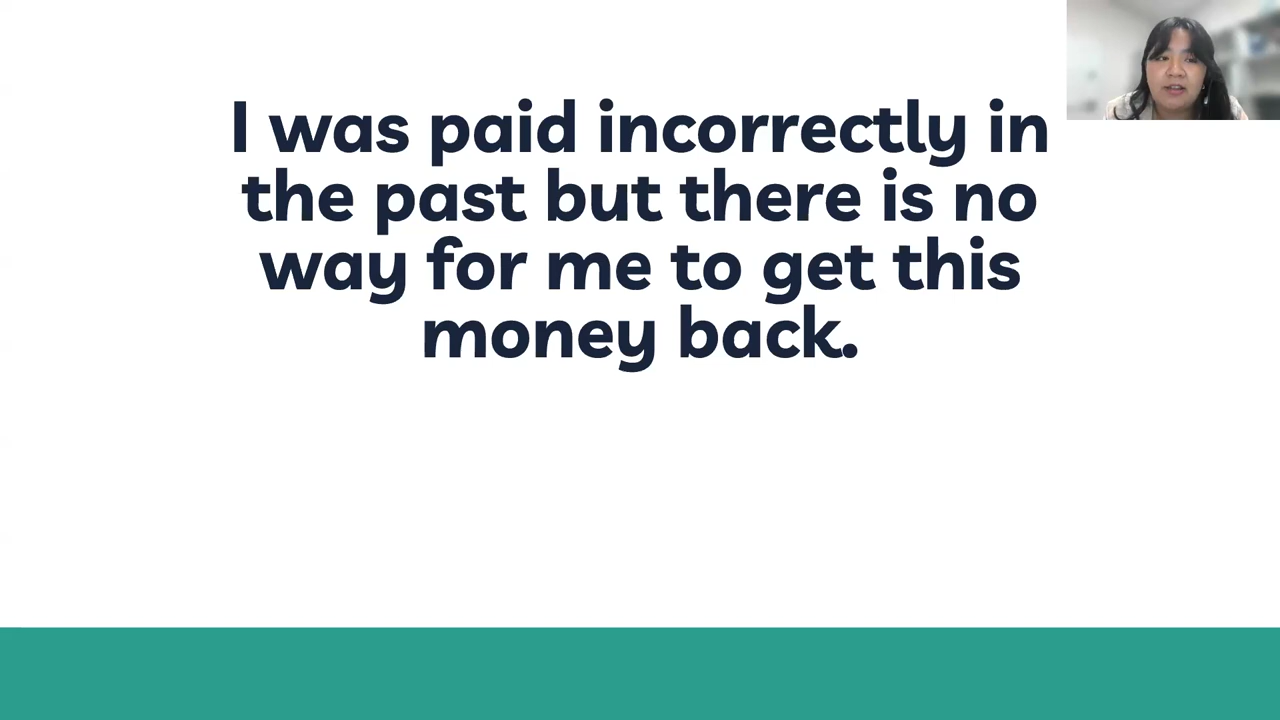 I was paid incorrectly in
the past but there is no
way for me to get this
money back.